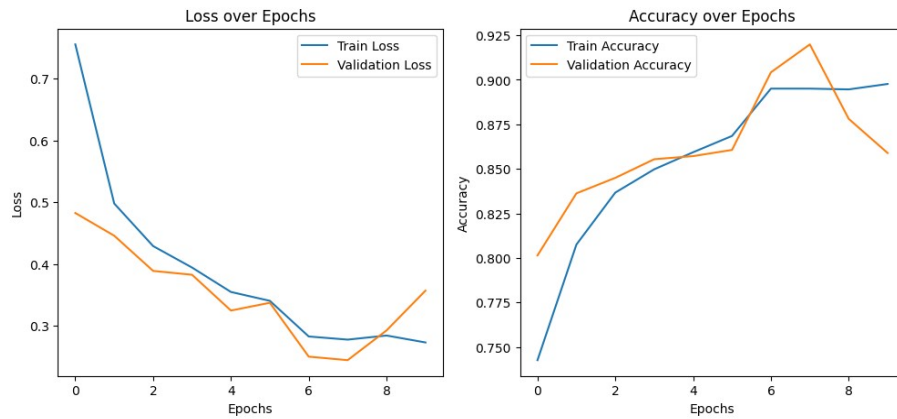 Loss over Epochs
Train Loss
Validation Loss
0.7
0.6
0.5
0.4
0.3
Loss
0
2
4
6
8
Epochs
Accuracy over Epochs
Train Accuracy
Validation Accuracy
0.925
0.900
0.875
0.850
0.825
0.800
0.775
0.750
Accuracy
0
2
4
6
8
Epochs